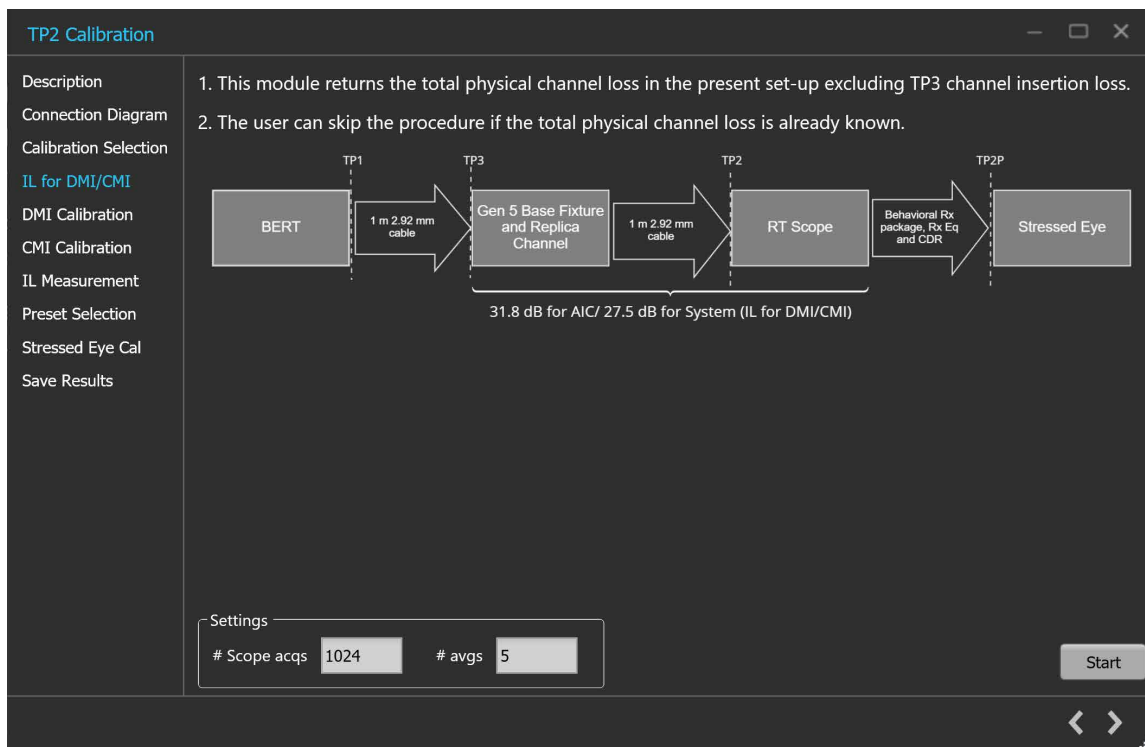 TP2 Calibration
Description
Connection Diagram
Calibration Selection
IL for DMI/CMI
DMI Calibration
CMI Calibration
IL Measurement
Preset Selection
Stressed Eye Cal
Save Results
1. This module returns the total physical channel loss in the present set-up excluding TP3 channel insertion loss.
2. The user can skip the procedure if the total physical channel loss is already known.
TP1
TP3
TP2
TP2P
BERT
1 m 2.92 mm
cable
Gen 5 Base Fixture
and Replica
Channel
1 m 2.92 mm
cable
RT Scope
Behavioral Rx
package, Rx Eq
and CDR
Stressed Eye
31.8 dB for AIC/ 27.5 dB for System (IL for DMI/CMI)
Settings
# Scope acqs 1024 # avgs 5
Start